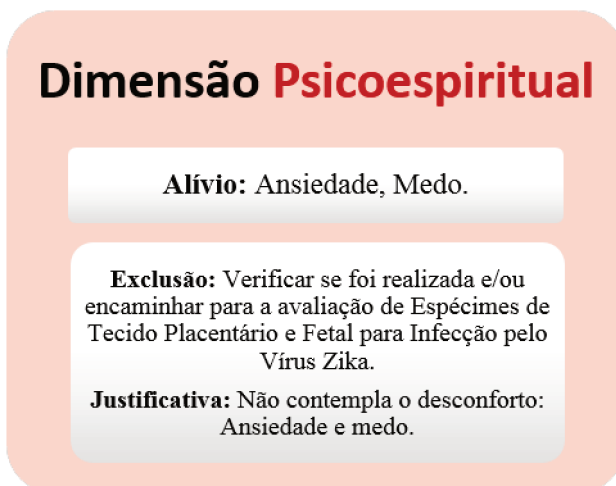 Dimensão Psicoespiritual
Alívio: Ansiedade, Medo.
Exclusão: Verificar se foi realizada e/ou
encaminhar para a avaliação de Espécimes de
Tecido Placentário e Fetal para Infecção pelo
Vírus Zika.
Justificativa: Não contempla o desconforto:
Ansiedade e medo.